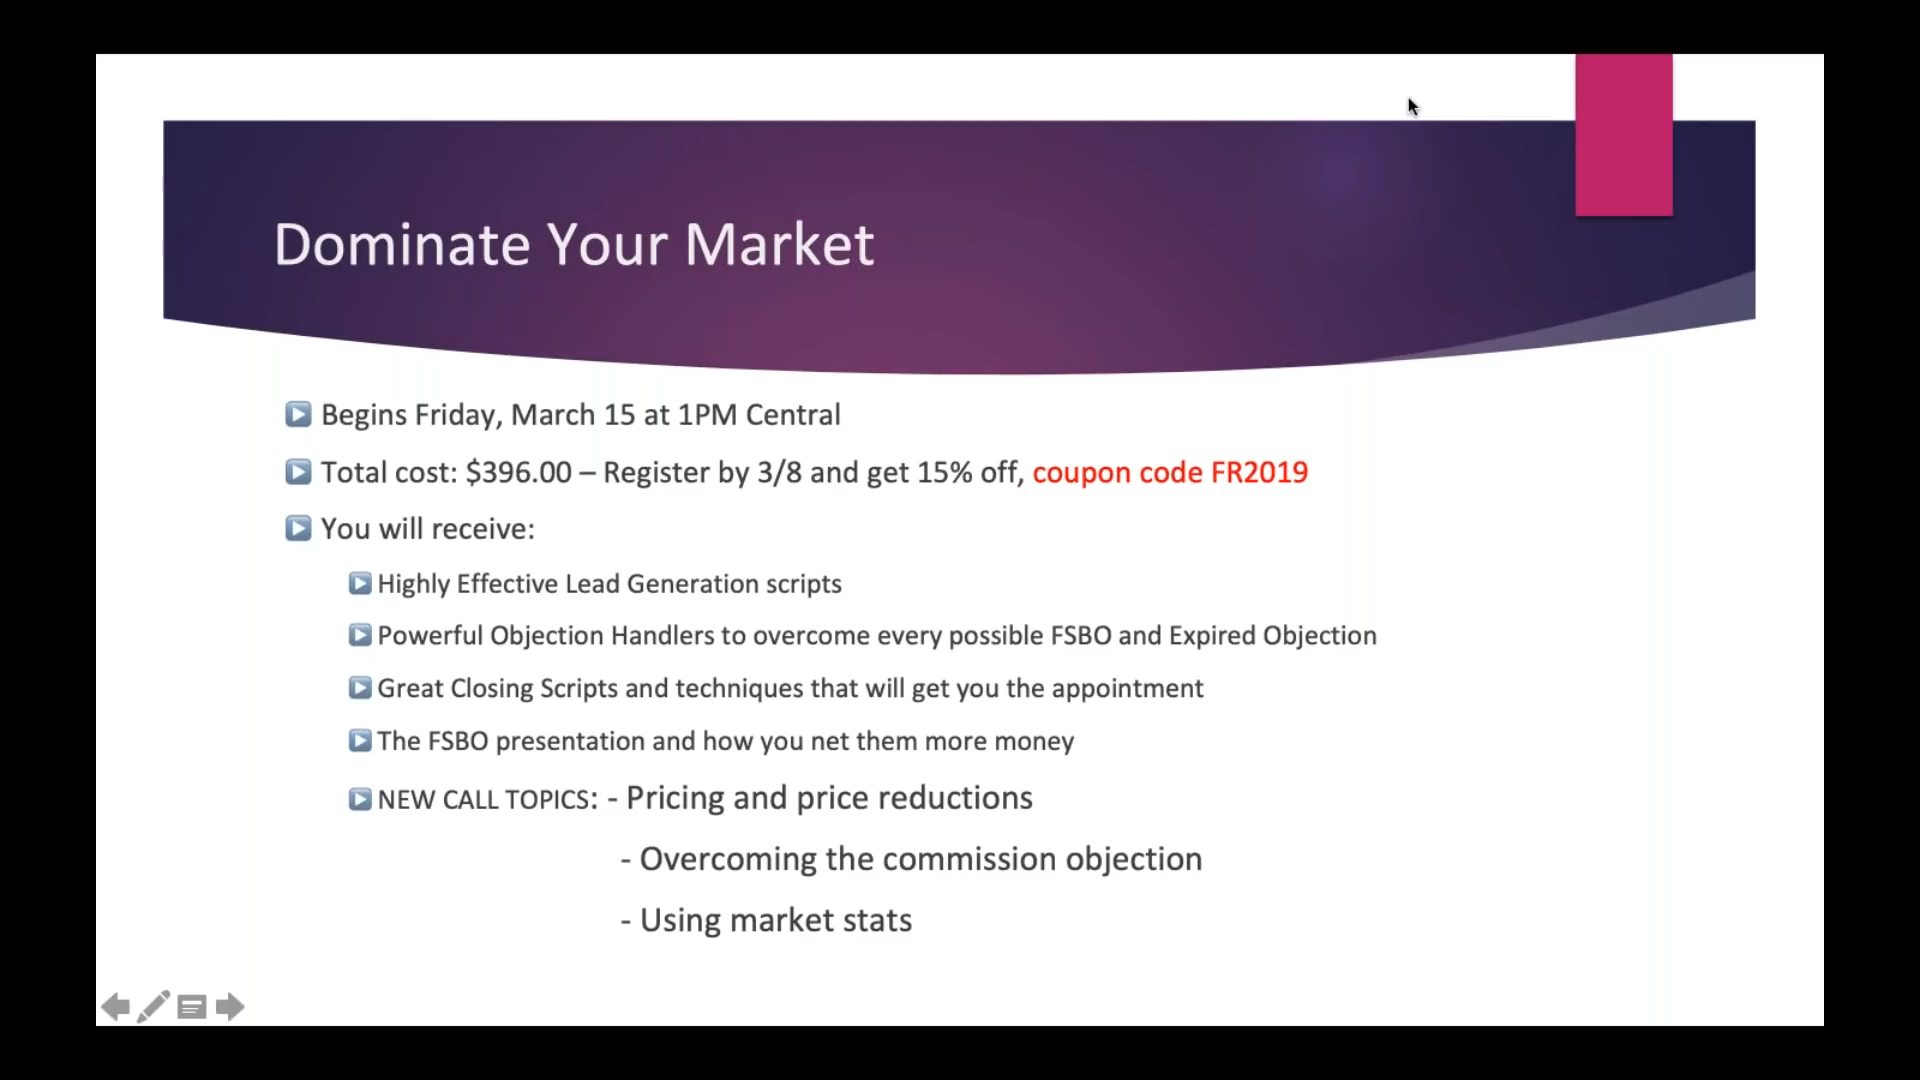 Dominate Your Market
Begins Friday, March 15 at 1PM Central
Total cost: $396.00 – Register by 3/8 and get 15% off, coupon code FR2019
You will receive:
Highly Effective Lead Generation scripts
Powerful Objection Handlers to overcome every possible FSBO and Expired Objection
Great Closing Scripts and techniques that will get you the appointment
The FSBO presentation and how you net them more money
NEW CALL TOPICS: - Pricing and price reductions
- Overcoming the commission objection
- Using market stats